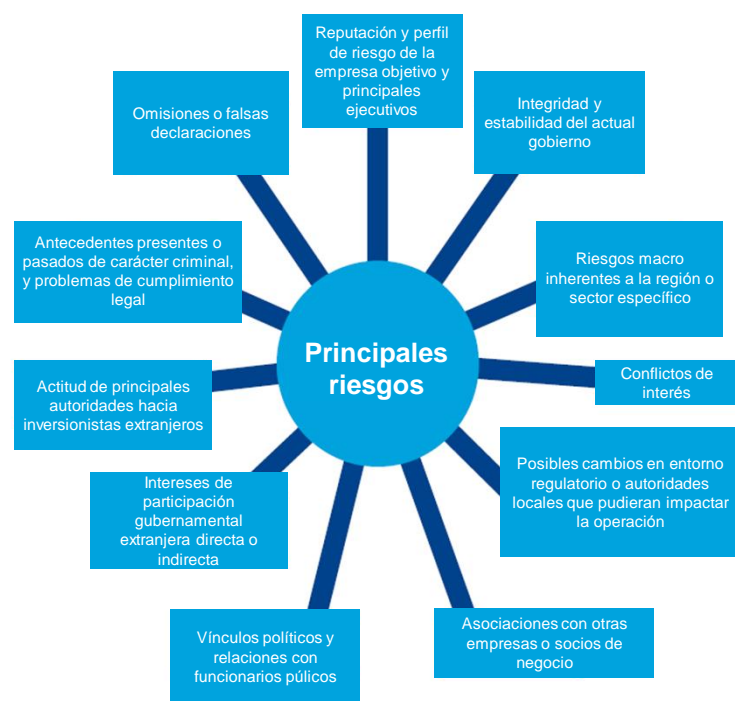 Reputación y perfil
de riesgo de la
empresa objetivo y
principales
ejecutivos
Integridad y
estabilidad del actual
gobierno
Riesgos macro
inherentes a la región o
sector específico
Conflictos de
interés
Posibles cambios en entorno
regulatorio o autoridades
locales que pudieran impactar
la operación
Asociaciones con otras
empresas o socios de
negocio
Vínculos políticos y
relaciones con
funcionarios púlicos
Intereses de
participación
gubernamental
extranjera directa o
indirecta
Actitud de principales
autoridades hacia
inversionistas extranjeros
Antecedentes presentes o
pasados de carácter criminal,
y problemas de cumplimiento
legal
Omisiones o falsas
declaraciones
Principales
riesgos